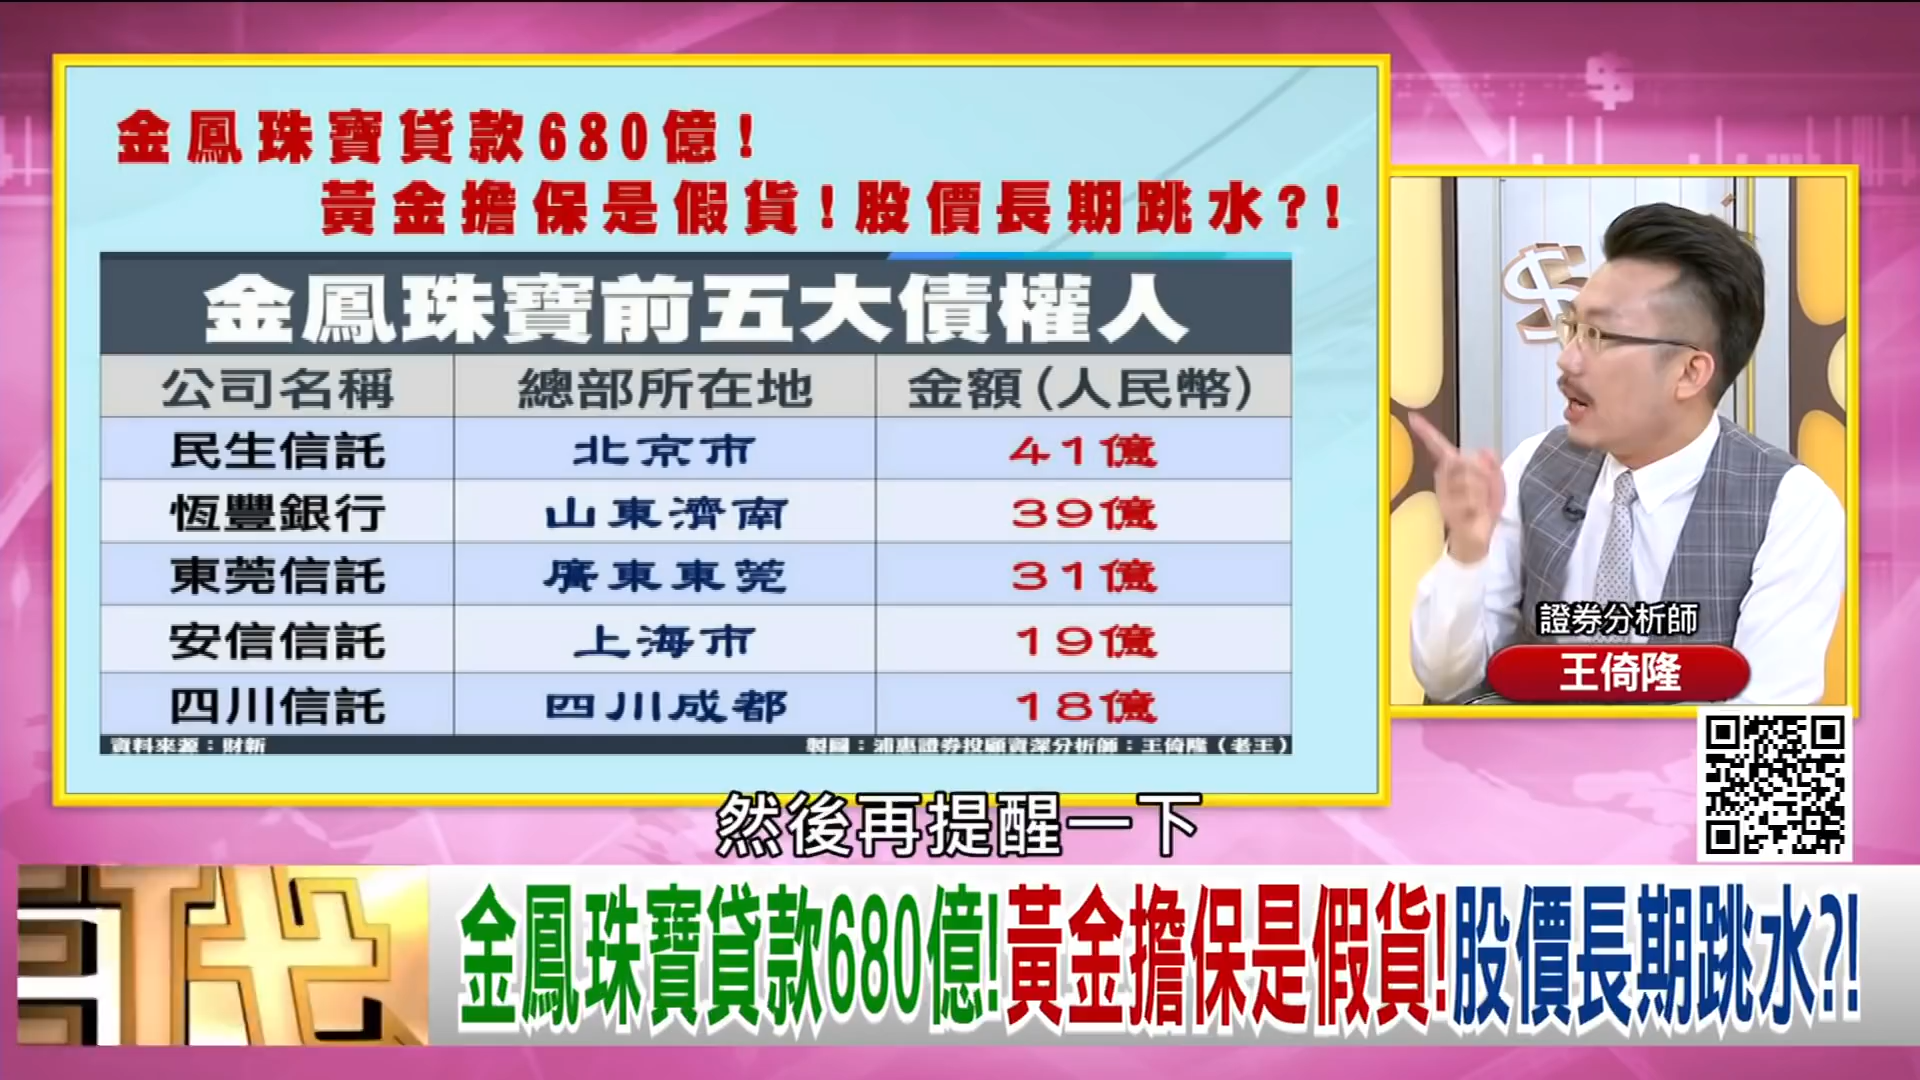 金鳳珠寶貸款680億!
黃金擔保是假貨!股價長期跳水?!
金鳳珠寶前五大債權人
公司名稱 總部所在地 金額(人民幣)
民生信託 北京市 41億
恆豐銀行 山東濟南 39億
東莞信託 廣東東莞 31億
安信信託 上海市 19億
四川信託 四川成都 18億
資料來源：財新 製圖：浦惠證券投顧資深分析師：王倚隆（老王）
證券分析師
王倚隆
然後再提醒一下
金鳳珠寶貸款680億!黃金擔保是假貨!股價長期跳水?!